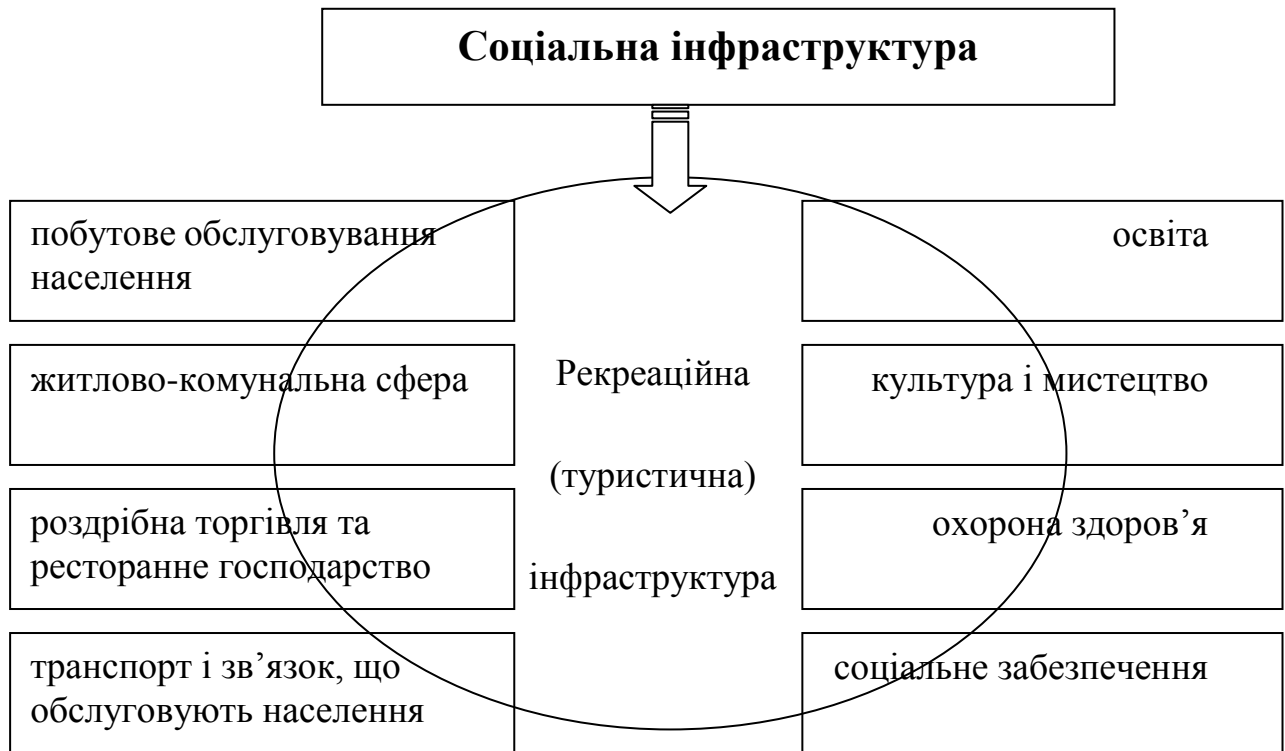 Соціальна інфраструктура
побутове обслуговування
населення
житлово-комунальна сфера
роздрібна торгівля та
ресторанне господарство
транспорт і зв’язок, що
обслуговують населення
Рекреаційна
(туристична)
інфраструктура
освіта
культура і мистецтво
охорона здоров’я
соціальне забезпечення